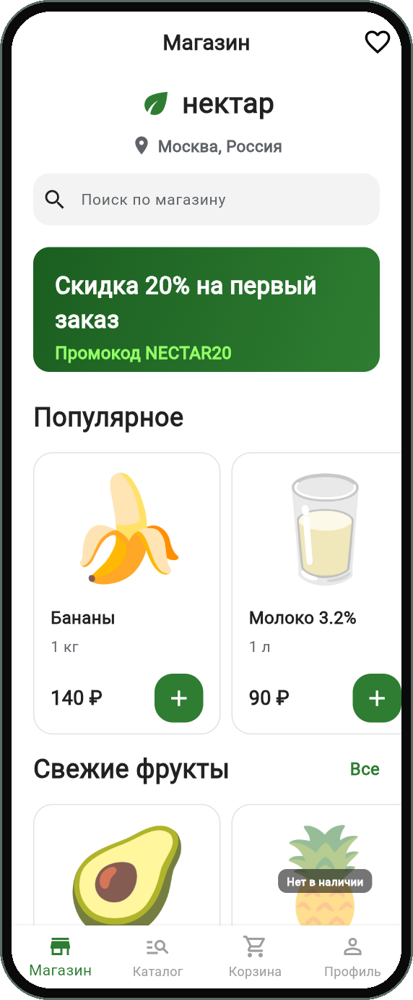 Магазин
нектар
Москва, Россия
Поиск по магазину
Скидка 20% на первый
заказ
Промокод NECTAR20
Популярное
Бананы
1 кг
140 ₽
Молоко 3.2%
1 л
90 ₽
Свежие фрукты
Все
Нет в наличии
Магазин
Каталог
Корзина
Профиль